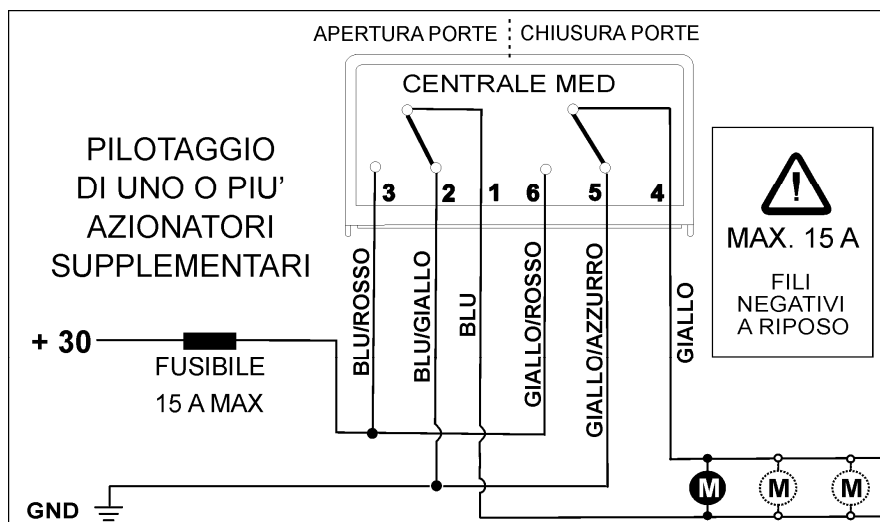 APERTURA PORTE
CHIUSURA PORTE
CENTRALE MED
PILOTAGGIO
DI UNO O PIU'
AZIONATORI
SUPPLEMENTARI
3
2
1
6
5
4
BLU/ROSSO
BLU/GIALLO
BLU
GIALLO/ROSSO
GIALLO/AZZURRO
GIALLO
MAX. 15 A
FILI
NEGATIVI
A RIPOSO
+ 30
FUSIBILE
15 A MAX
GND
M
M
M